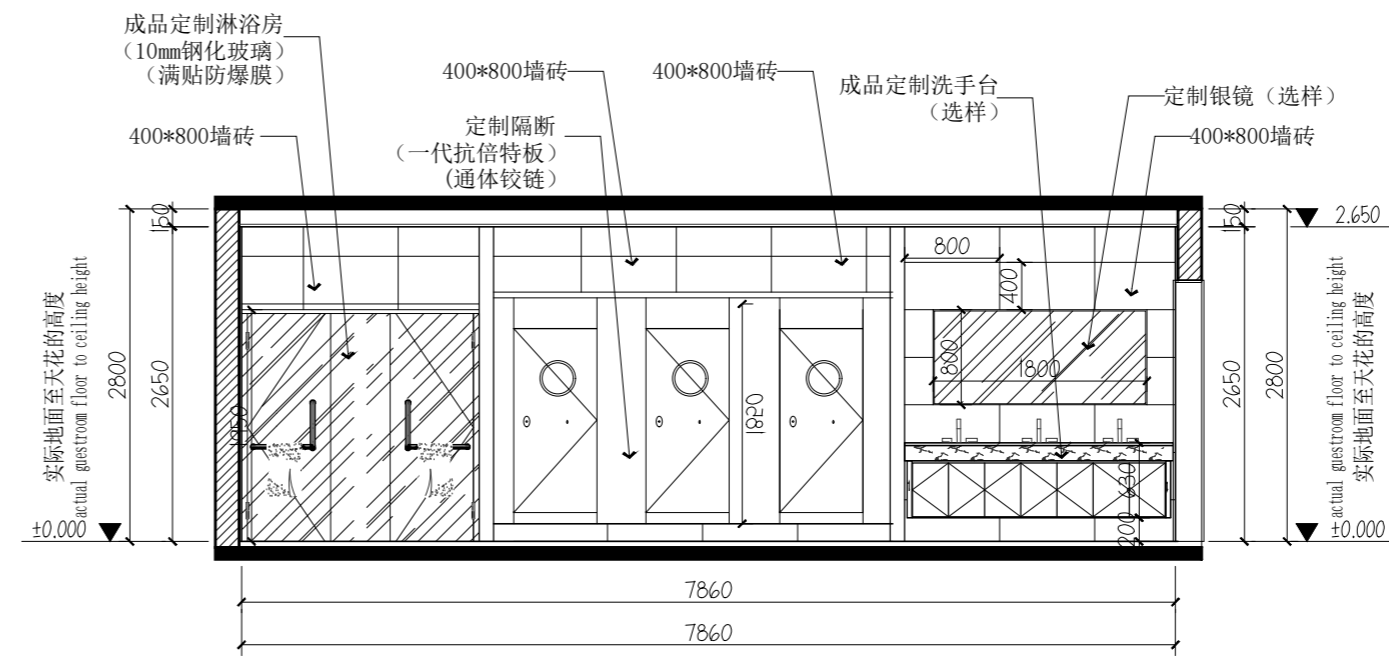 成品定制淋浴房
（10mm钢化玻璃）
（满贴防爆膜）
400*800墙砖
400*800墙砖
定制隔断
（一代抗倍特板）
(通体铰链)
400*800墙砖
成品定制洗手台
（选样）
定制银镜（选样）
400*800墙砖
150
2800
2650
实际地面至天花的高度
actual guestroom floor to ceiling height
±0.000
1820
800
400
800
1800
630
200
150
2.650
2650
2800
actual guestroom floor to ceiling height
实际地面至天花的高度
±0.000
7860
7860